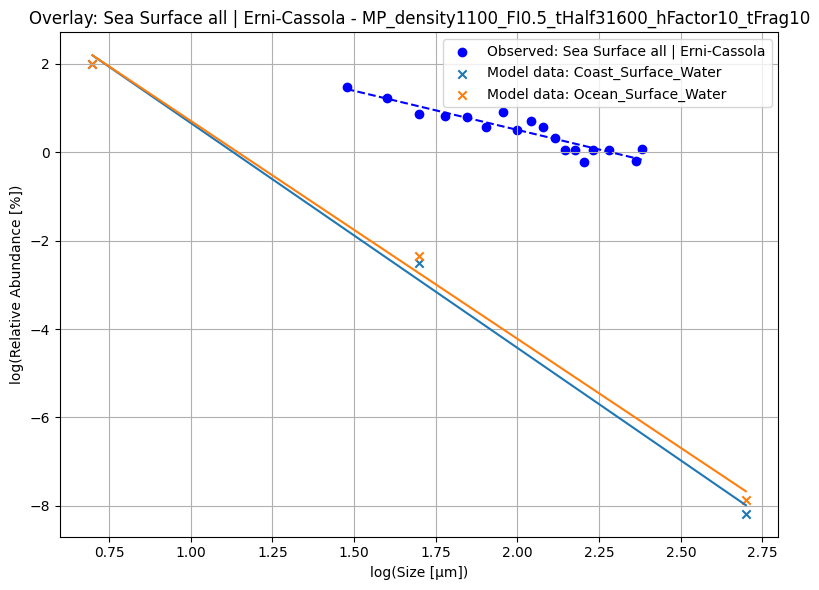 Overlay: Sea Surface all | Erni-Cassola - MP_density1100_FI0.5_tHalf31600_hFactor10_tFrag10
Observed: Sea Surface all | Erni-Cassola
Model data: Coast_Surface_Water
Model data: Ocean_Surface_Water
log(Relative Abundance [%])
2
0
−2
−4
−6
−8
0.75
1.00
1.25
1.50
1.75
2.00
2.25
2.50
2.75
log(Size [µm])